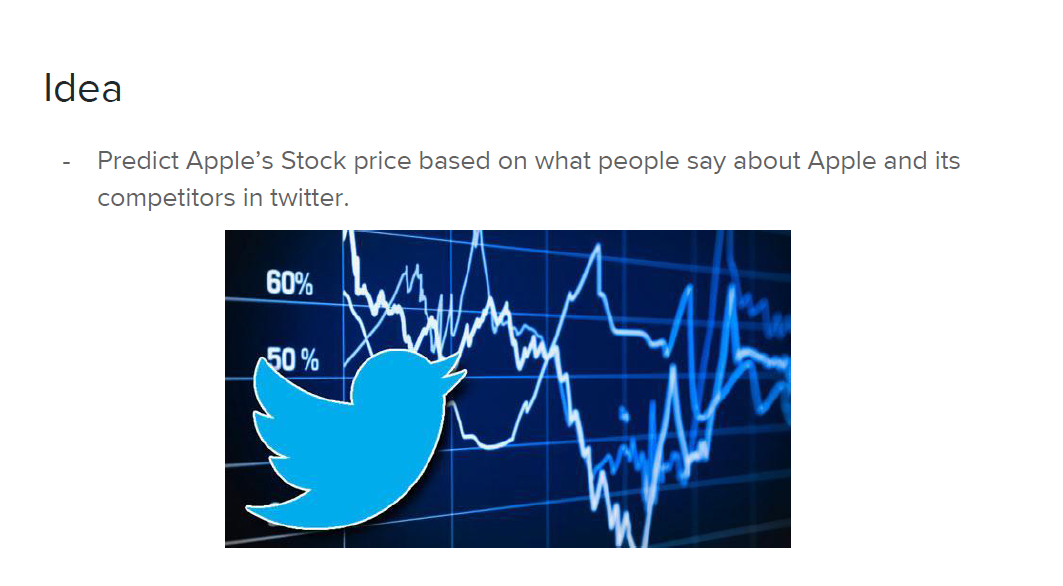 Idea
- Predict Apple’s Stock price based on what people say about Apple and its
competitors in twitter.
60%
50 %